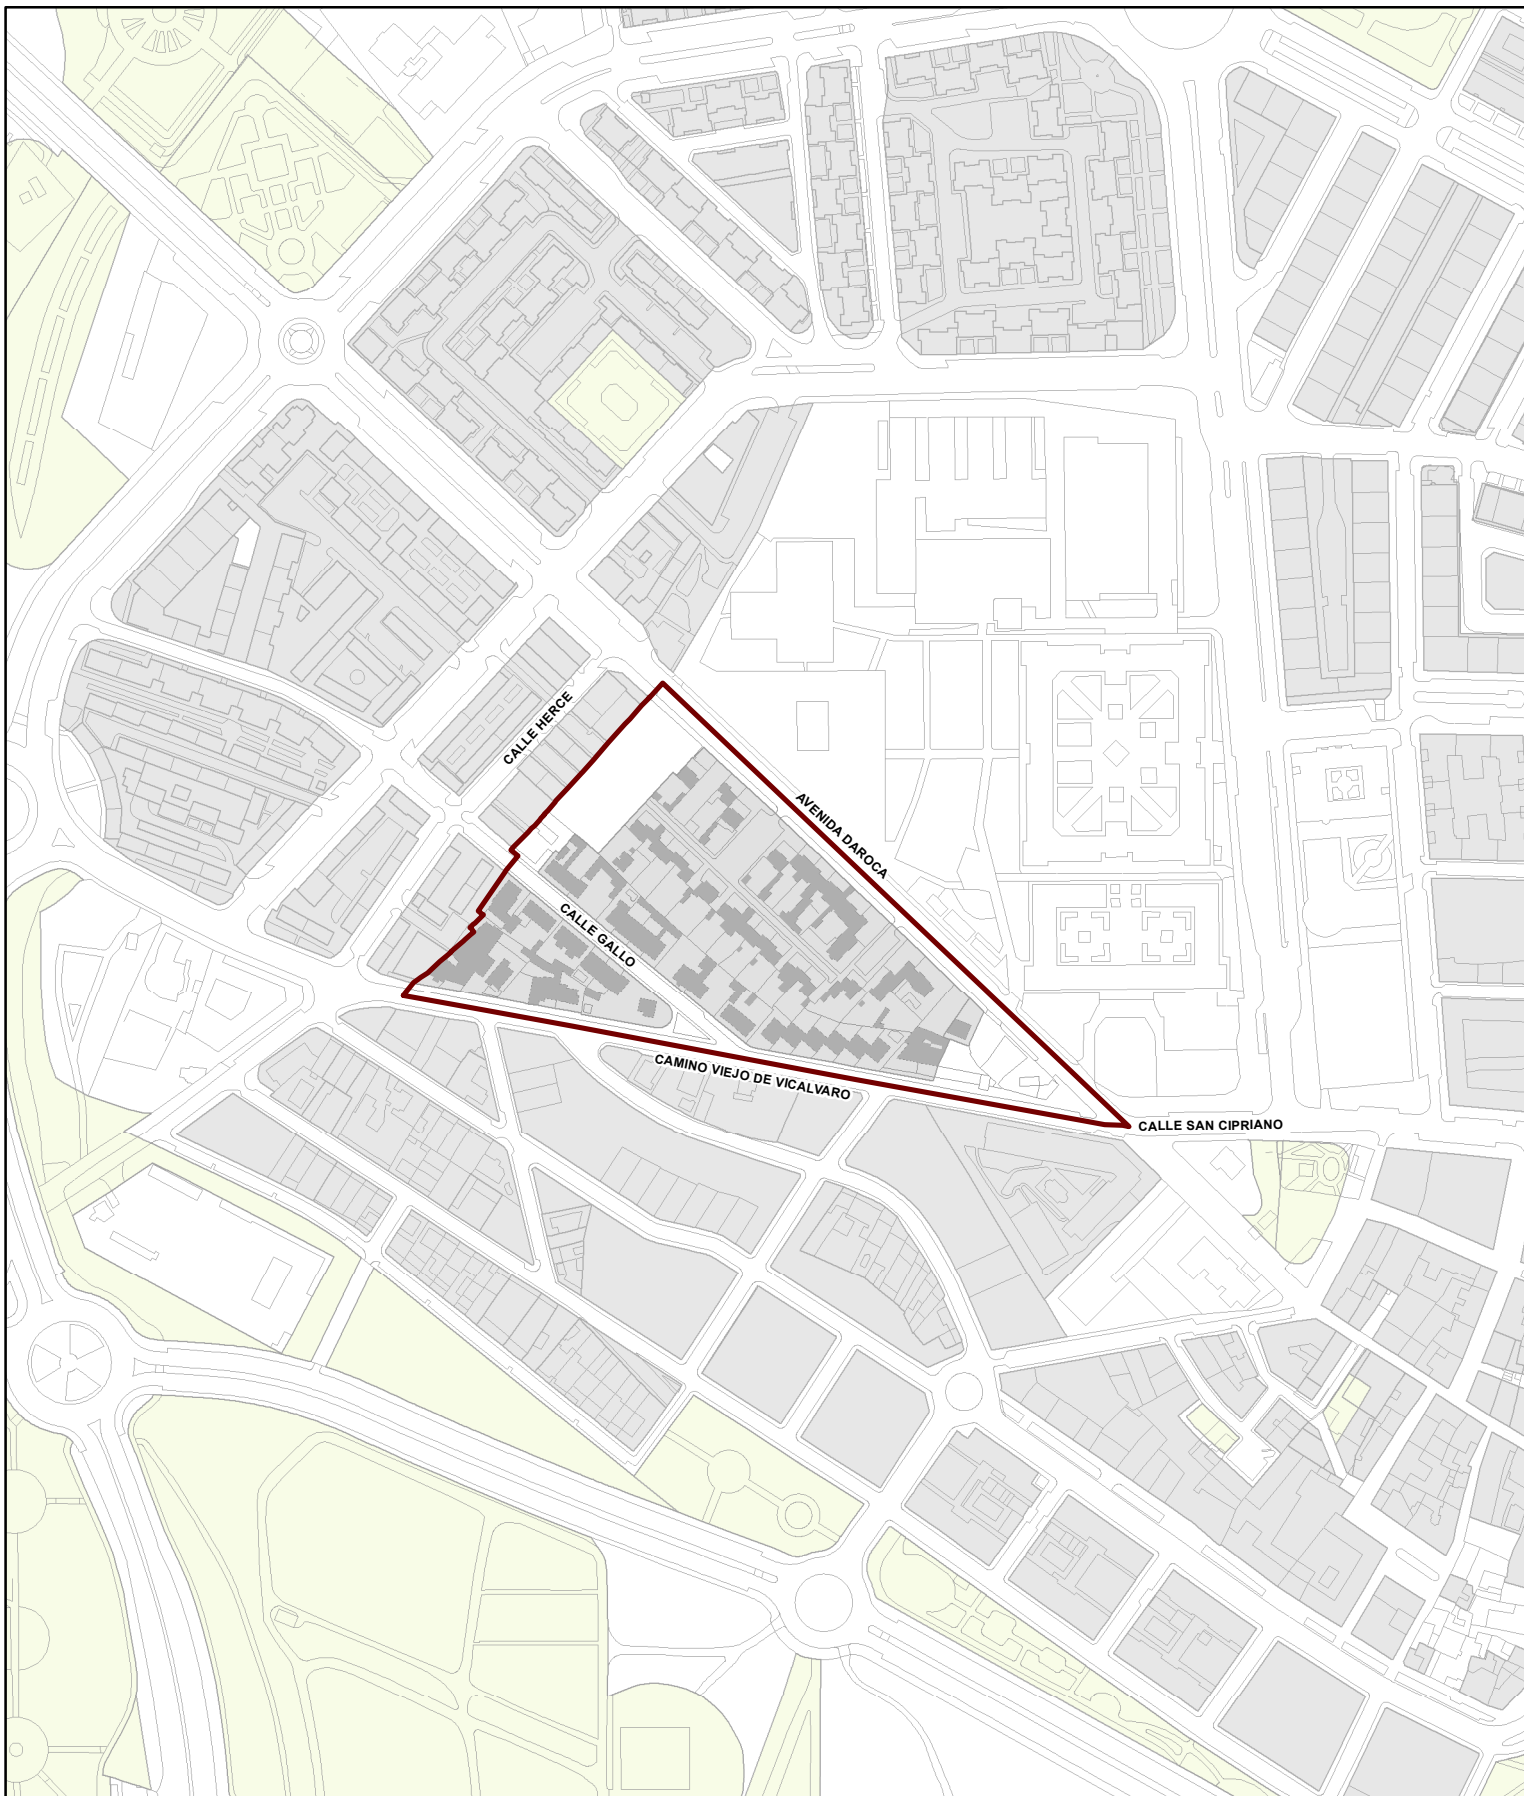 CALLE HERCE
AVENIDA DAROCA
CALLE GALLO
CAMINO VIEJO DE VICALVARO
CALLE SAN CIPRIANO